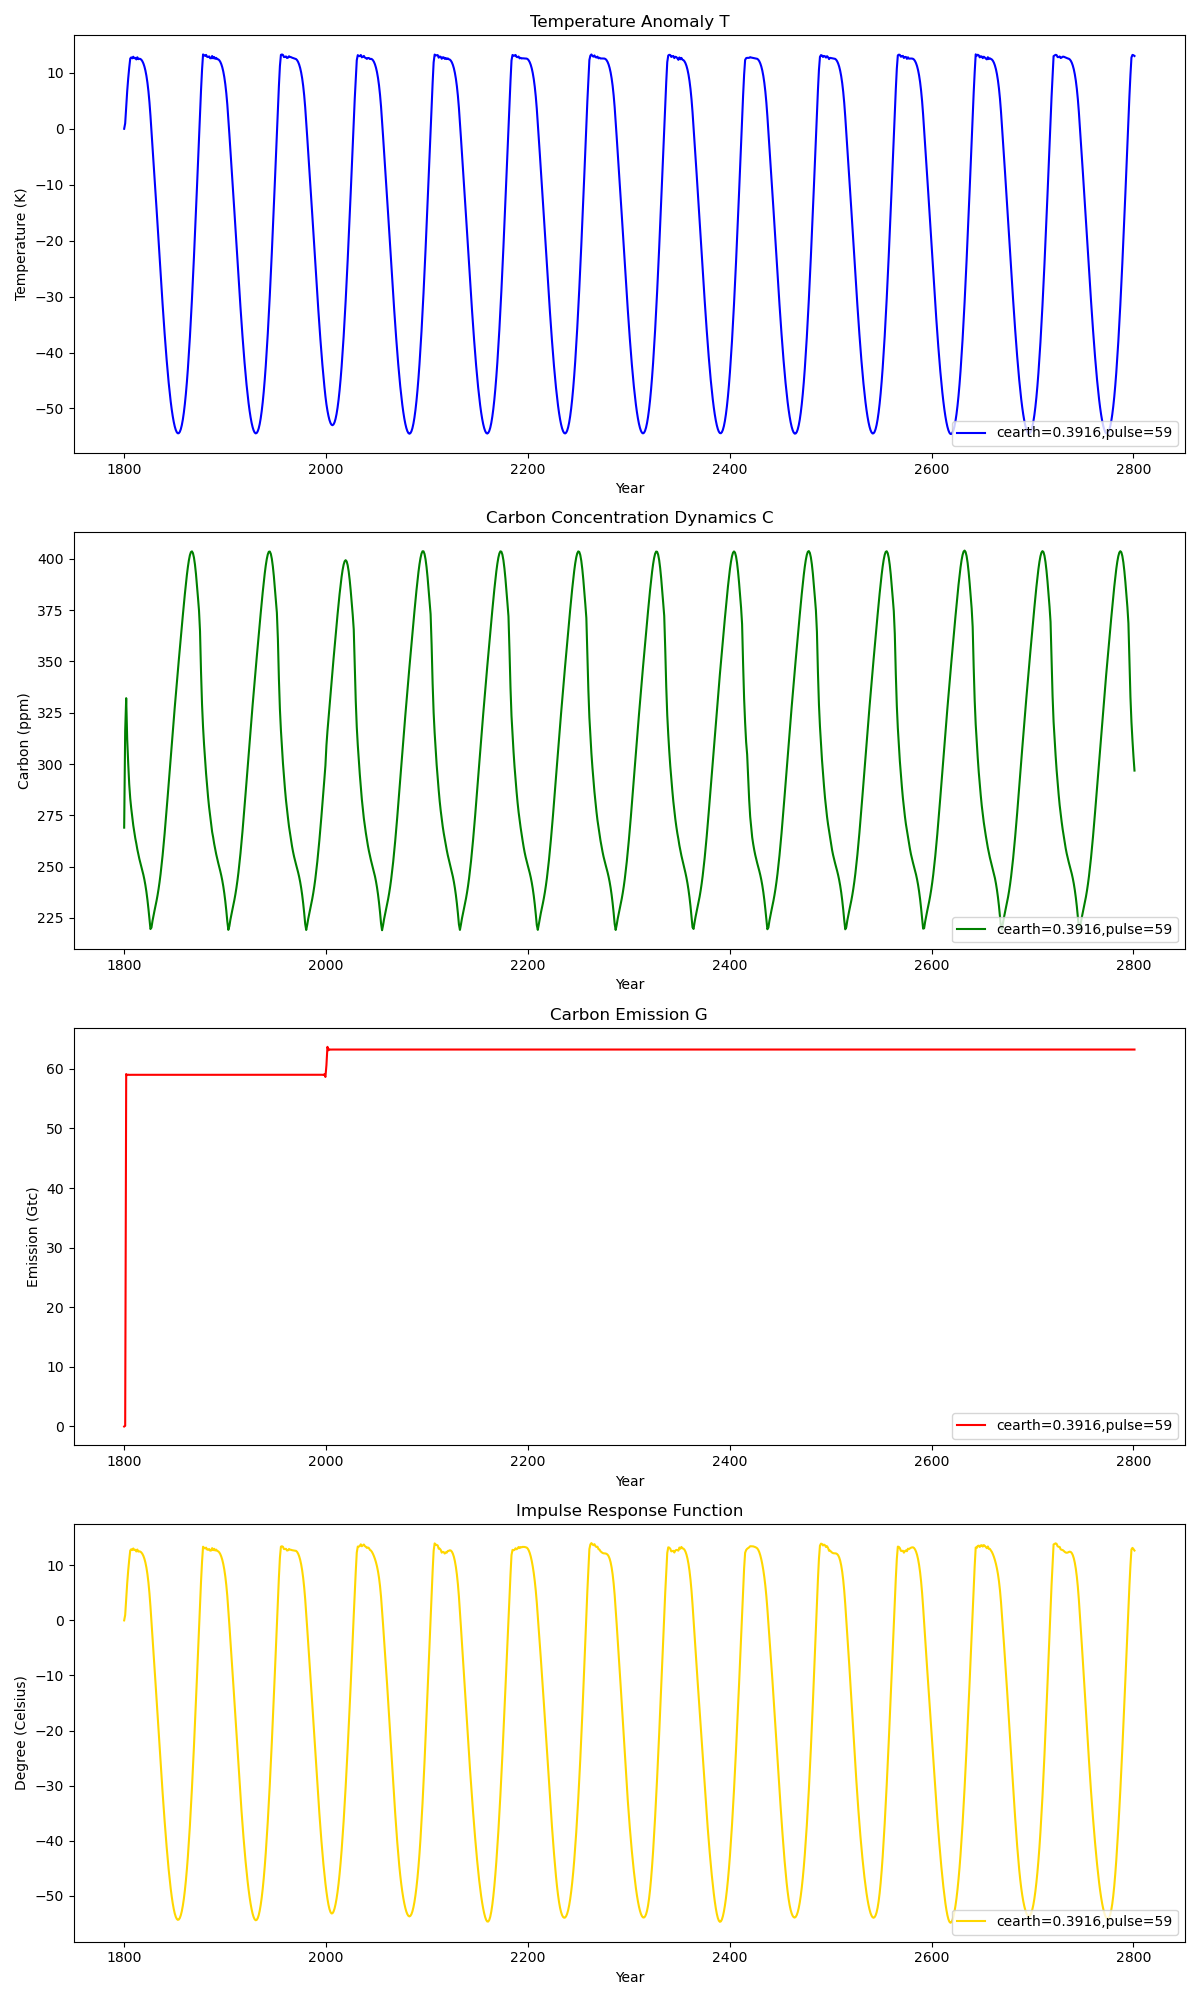 Temperature Anomaly T
10
0
−10
−20
−30
−40
−50
Temperature (K)
cearth=0.3916,pulse=59
1800 2000 2200 2400 2600 2800
Year
Carbon Concentration Dynamics C
400
375
350
325
300
275
250
225
Carbon (ppm)
cearth=0.3916,pulse=59
1800 2000 2200 2400 2600 2800
Year
Carbon Emission G
60
50
40
30
20
10
0
Emission (Gtc)
cearth=0.3916,pulse=59
1800 2000 2200 2400 2600 2800
Year
Impulse Response Function
10
0
−10
−20
−30
−40
−50
Degree (Celsius)
cearth=0.3916,pulse=59
1800 2000 2200 2400 2600 2800
Year